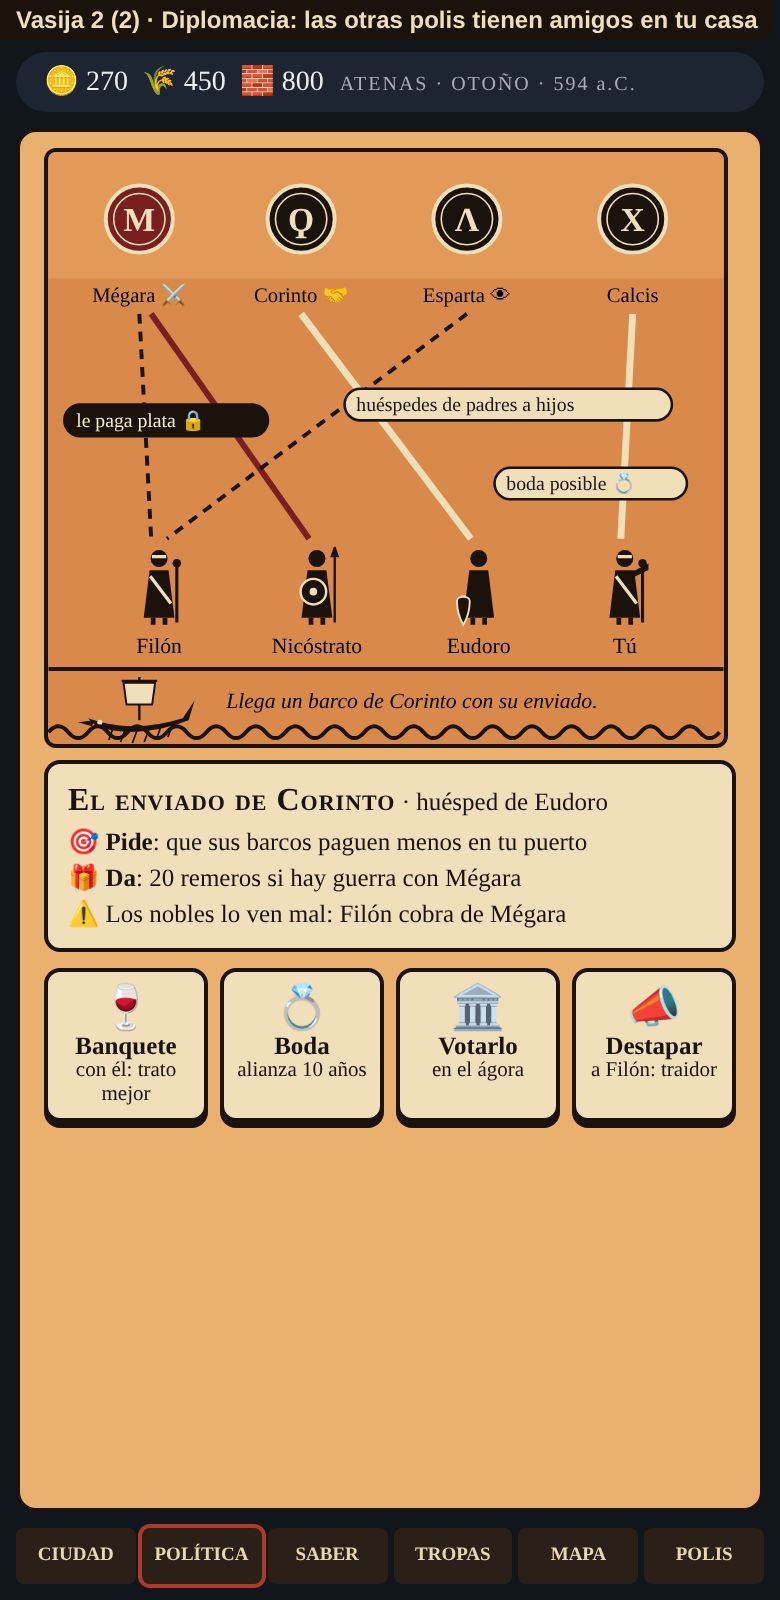 Vasija 2 (2) · Diplomacia: las otras polis tienen amigos en tu casa
270 450 800 ATENAS · OTOÑO · 594 a.C.
M Ϙ Λ X
Mégara Corinto Esparta Calcis
huéspedes de padres a hijos
le paga plata
boda posible
Filón Nicóstrato Eudoro Tú
Llega un barco de Corinto con su enviado.
EL ENVIADO DE CORINTO · huésped de Eudoro
Pide: que sus barcos paguen menos en tu puerto
Da: 20 remeros si hay guerra con Mégara
Los nobles lo ven mal: Filón cobra de Mégara
Banquete
con él: trato
mejor
Boda
alianza 10 años
Votarlo
en el ágora
Destapar
a Filón: traidor
CIUDAD POLÍTICA SABER TROPAS MAPA POLIS